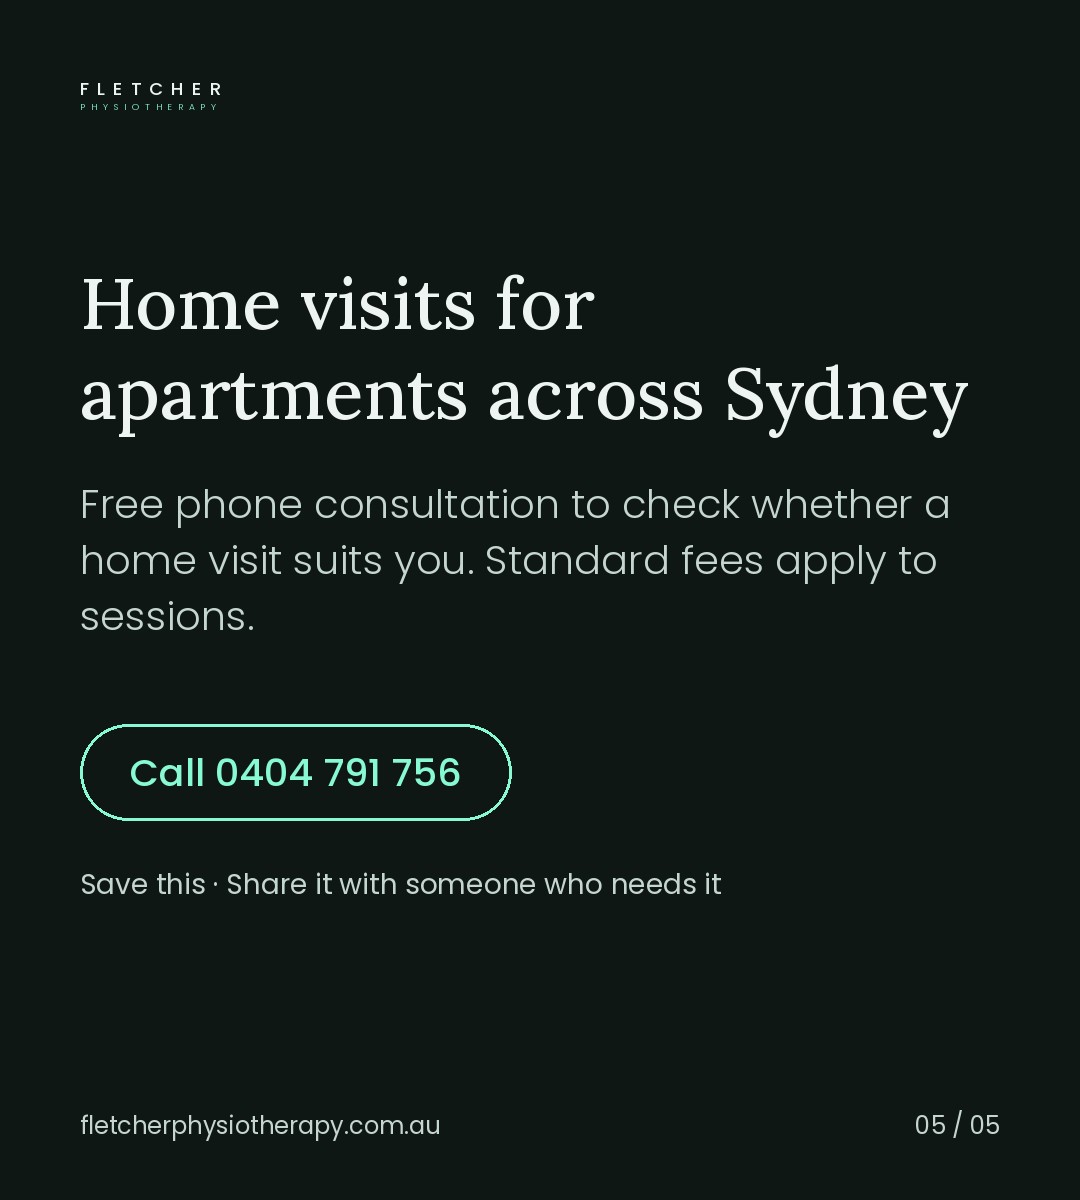 FLETCHER
PHYSIOTHERAPY
Home visits for
apartments across Sydney
Free phone consultation to check whether a
home visit suits you. Standard fees apply to
sessions.
Call 0404 791 756
Save this · Share it with someone who needs it
fletcherphysiotherapy.com.au
05 / 05